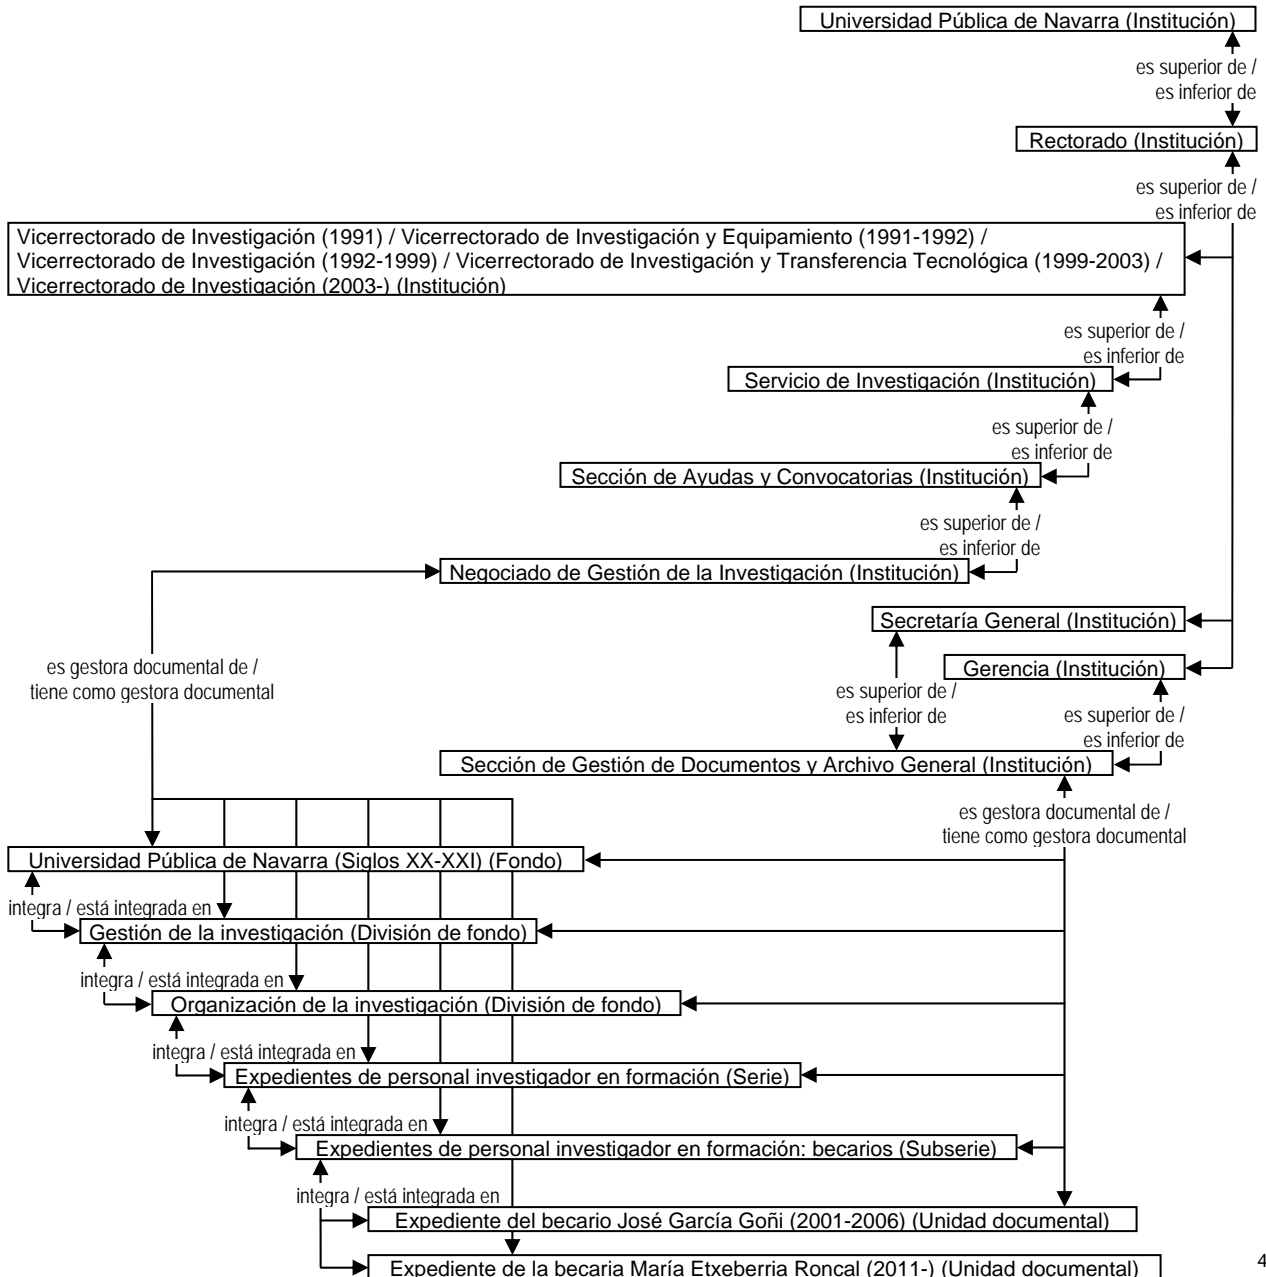 Universidad Pública de Navarra (Institución)
es superior de /
es inferior de
Rectorado (Institución)
es superior de /
es inferior de
Vicerrectorado de Investigación (1991) / Vicerrectorado de Investigación y Equipamiento (1991-1992) /
Vicerrectorado de Investigación (1992-1999) / Vicerrectorado de Investigación y Transferencia Tecnológica (1999-2003) /
Vicerrectorado de Investigación (2003-) (Institución)
es superior de /
es inferior de
Servicio de Investigación (Institución)
es superior de /
es inferior de
Sección de Ayudas y Convocatorias (Institución)
es superior de /
es inferior de
Negociado de Gestión de la Investigación (Institución)
Secretaría General (Institución)
es gestora documental de /
tiene como gestora documental
Gerencia (Institución)
es superior de /
es inferior de
es superior de /
es inferior de
Sección de Gestión de Documentos y Archivo General (Institución)
es gestora documental de /
tiene como gestora documental
Universidad Pública de Navarra (Siglos XX-XXI) (Fondo)
integra / está integrada en
Gestión de la investigación (División de fondo)
integra / está integrada en
Organización de la investigación (División de fondo)
integra / está integrada en
Expedientes de personal investigador en formación (Serie)
integra / está integrada en
Expedientes de personal investigador en formación: becarios (Subserie)
integra / está integrada en
Expediente del becario José García Goñi (2001-2006) (Unidad documental)
Expediente de la becaria María Etxeberria Roncal (2011-) (Unidad documental)
4